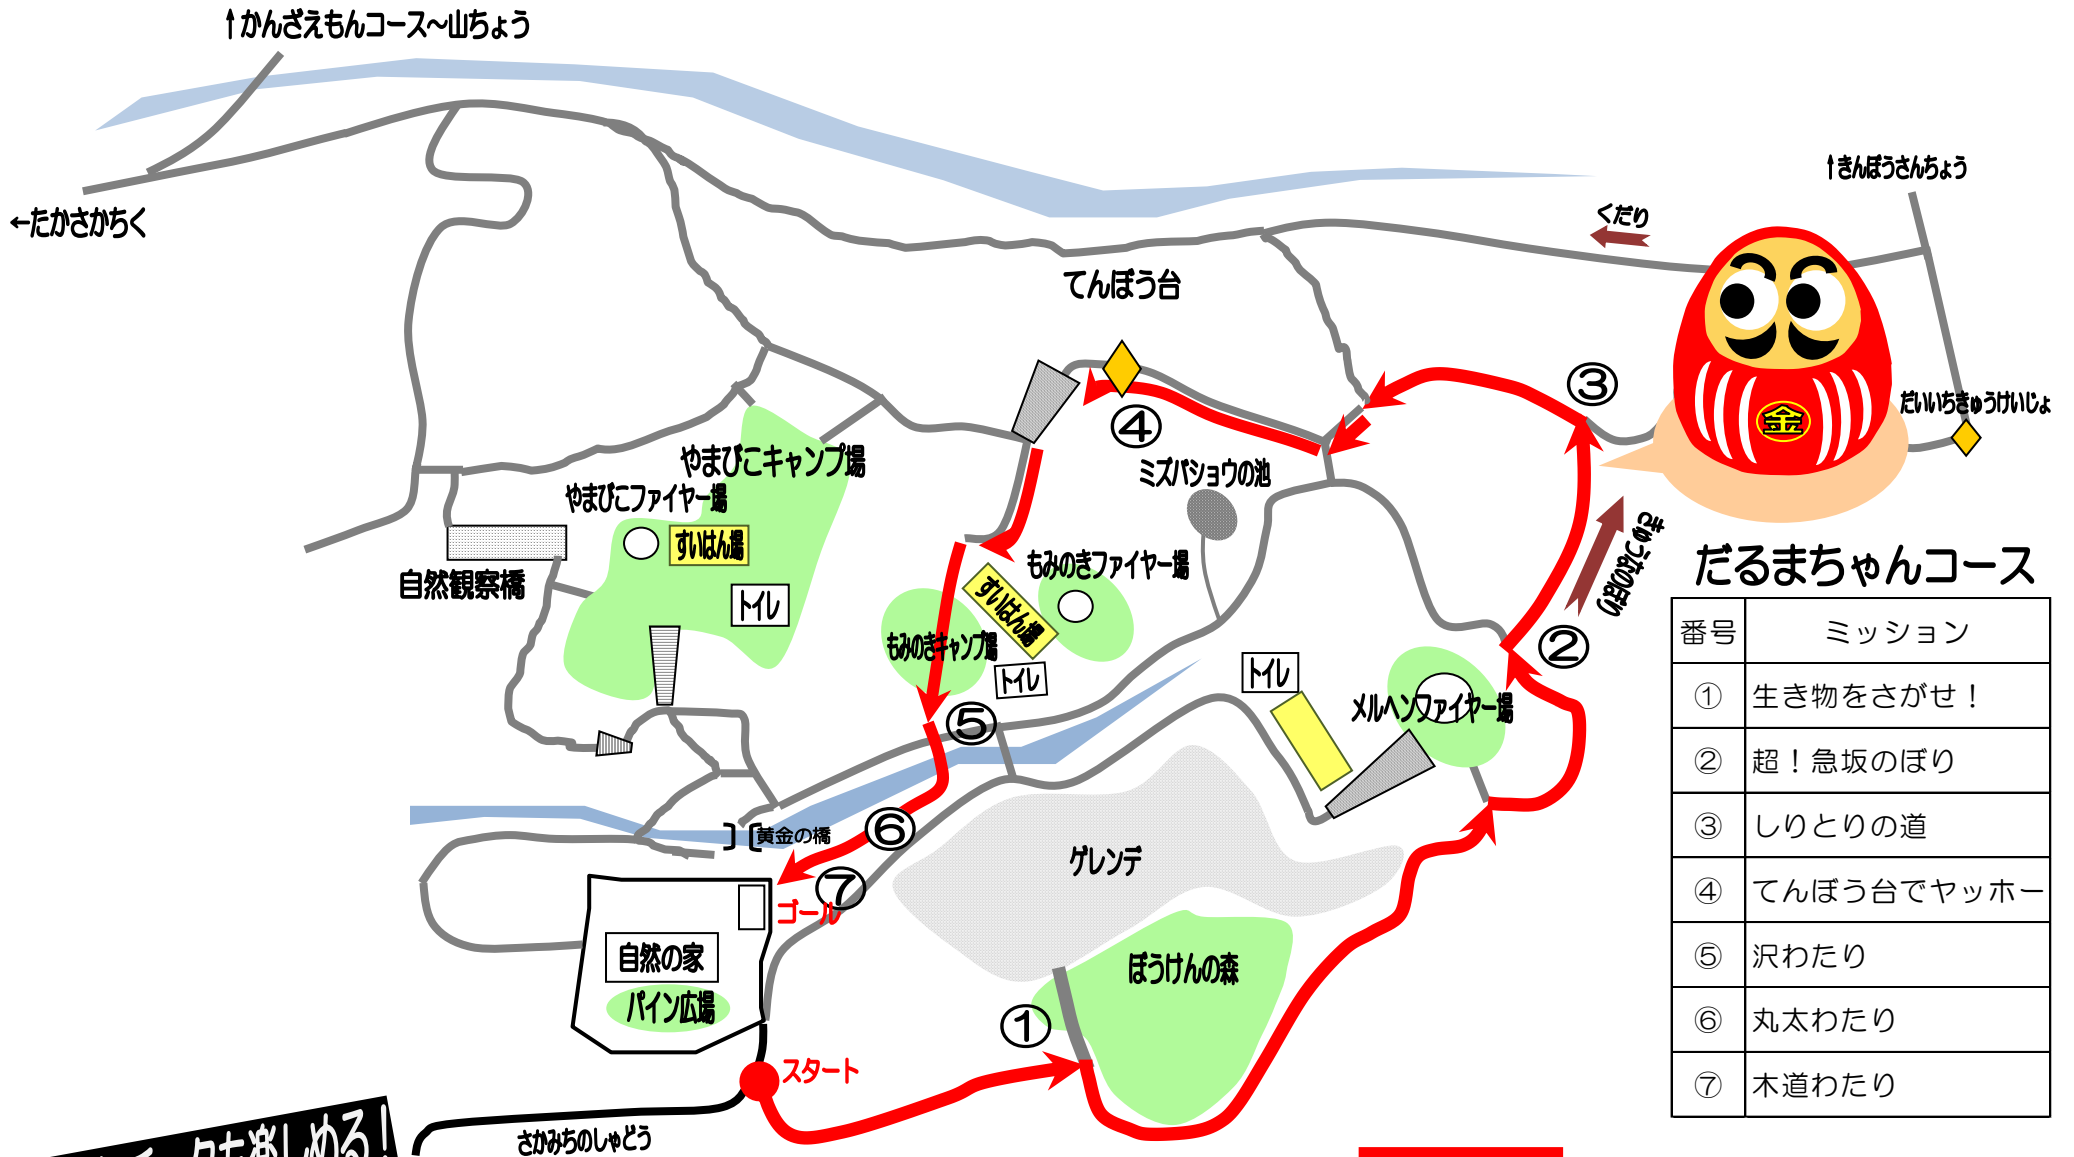 ↑かんざえもんコース～山ちょう
←たかさかちく
↑きんぽうさんちょう
くだり
てんぼう台
だいいちきゅうけいじょ
金
③
④
ミズバショウの池
やまびこキャンプ場
やまびこファイヤー場
すいはん場
自然観察橋
トイレ
もみのきファイヤー場
すいはん場
もみのきキャンプ場
トイレ
きゅうなのぼり
②
トイレ
メルヘンファイヤー場
⑤
⑥
黄金の橋
⑦
ゴール
ゲレンデ
自然の家
パイン広場
ぼうけんの森
①
スタート
さかみちのしゃどう
も楽しめる！
だるまちゃんコース
番号 ミッション
① 生き物をさがせ！
② 超！急坂のぼり
③ しりとりの道
④ てんぼう台でヤッホー
⑤ 沢わたり
⑥ 丸太わたり
⑦ 木道わたり